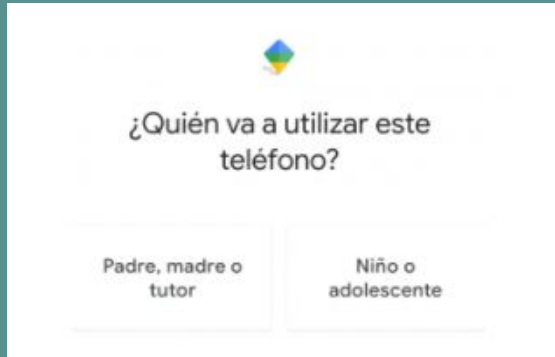 ¿Quién va a utilizar este
teléfono?
Padre, madre o
tutor
Niño o
adolescente